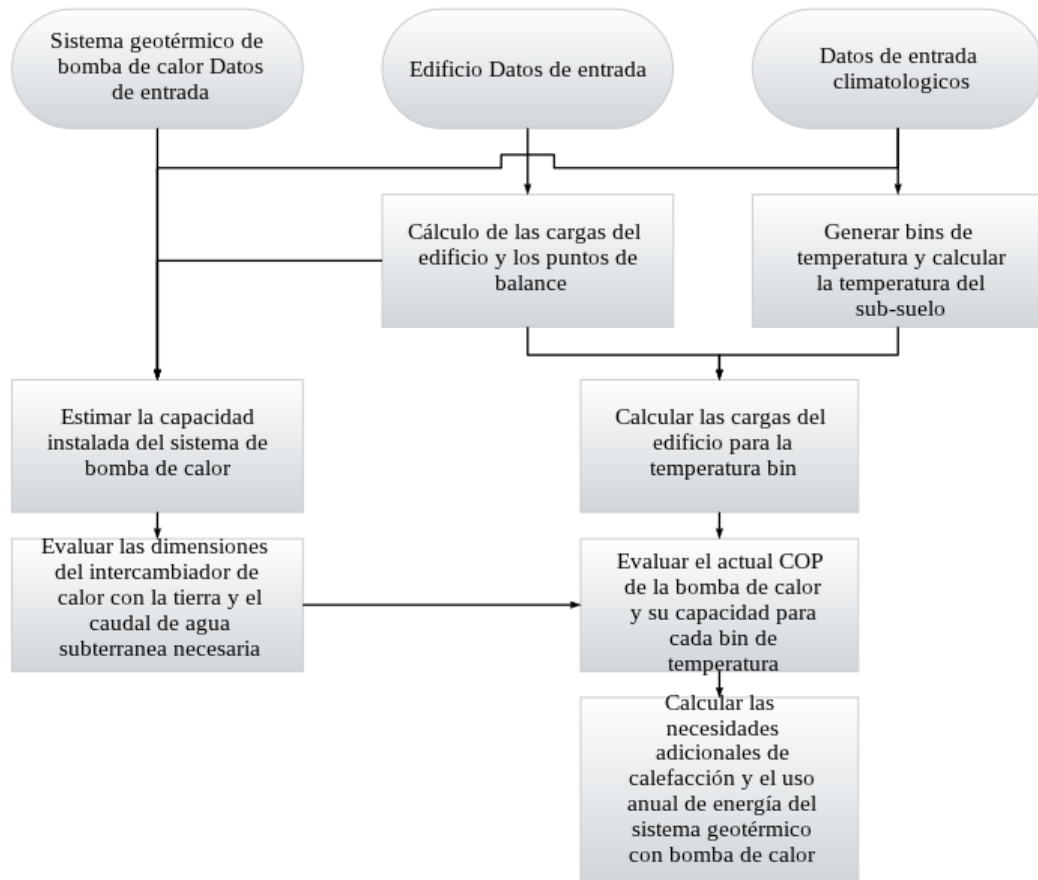 Sistema geotérmico de
bomba de calor Datos
de entrada
Edificio Datos de entrada
Datos de entrada
climatologicos
Cálculo de las cargas del
edificio y los puntos de
balance
Generar bins de
temperatura y calcular
la temperatura del
sub-suelo
Estimar la capacidad
instalada del sistema de
bomba de calor
Calcular las cargas del
edificio para la
temperatura bin
Evaluar las dimensiones
del intercambiador de
calor con la tierra y el
caudal de agua
subterranea necesaria
Evaluar el actual COP
de la bomba de calor
y su capacidad para
cada bin de
temperatura
Calcular las
necesidades
adicionales de
calefacción y el uso
anual de energía del
sistema geotérmico
con bomba de calor